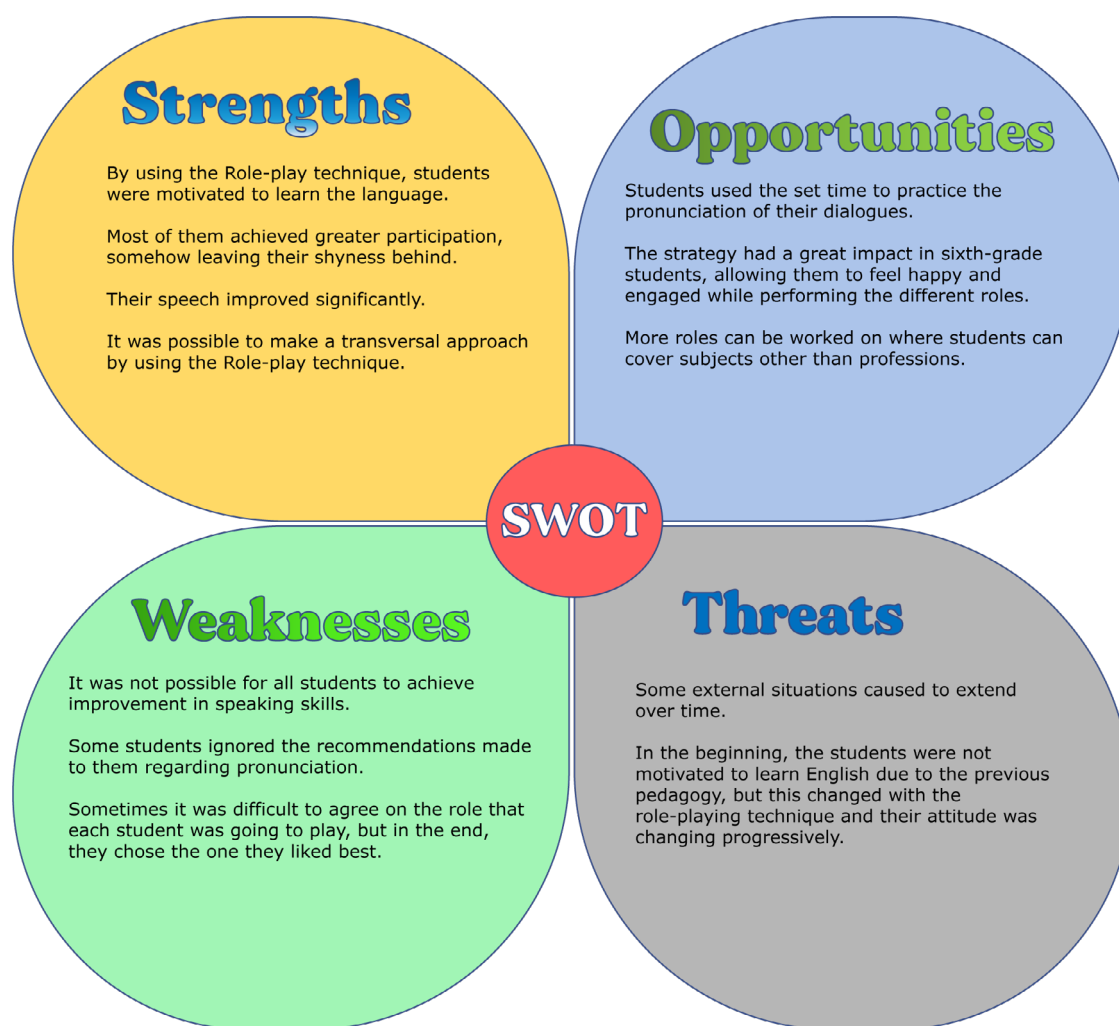 Strengths
By using the Role-play technique, students
were motivated to learn the language.
Most of them achieved greater participation,
somehow leaving their shyness behind.
Their speech improved significantly.
It was possible to make a transversal approach
by using the Role-play technique.
Opportunities
Students used the set time to practice the
pronunciation of their dialogues.
The strategy had a great impact in sixth-grade
students, allowing them to feel happy and
engaged while performing the different roles.
More roles can be worked on where students can
cover subjects other than professions.
SWOT
Weaknesses
It was not possible for all students to achieve
improvement in speaking skills.
Some students ignored the recommendations made
to them regarding pronunciation.
Sometimes it was difficult to agree on the role that
each student was going to play, but in the end,
they chose the one they liked best.
Threats
Some external situations caused to extend
over time.
In the beginning, the students were not
motivated to learn English due to the previous
pedagogy, but this changed with the
role-playing technique and their attitude was
changing progressively.